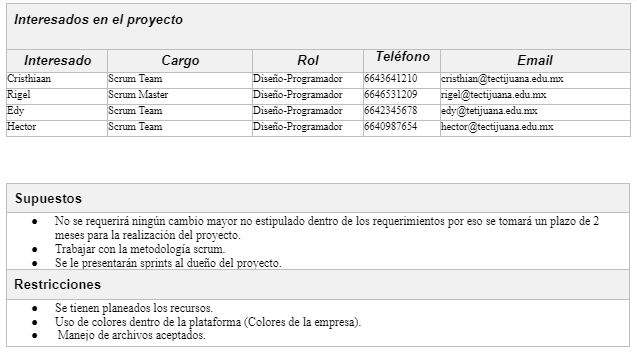 Interesados en el proyecto
Interesado Cargo Rol Teléfono Email
Cristhiaan Scrum Team Diseño-Programador 6643641210 cristhian@tectijuana.edu.mx
Rigel Scrum Master Diseño-Programador 6646531209 rigel@tectijuana.edu.mx
Edy Scrum Team Diseño-Programador 6642345678 edy@tetijuana.edu.mx
Hector Scrum Team Diseño-Programador 6640987654 hector@tectijuana.edu.mx
Supuestos
● No se requerirá ningún cambio mayor no estipulado dentro de los requerimientos por eso se tomará un plazo de 2
meses para la realización del proyecto.
● Trabajar con la metodología scrum.
● Se le presentarán sprints al dueño del proyecto.
Restricciones
● Se tienen planeados los recursos.
● Uso de colores dentro de la plataforma (Colores de la empresa).
● Manejo de archivos aceptados.